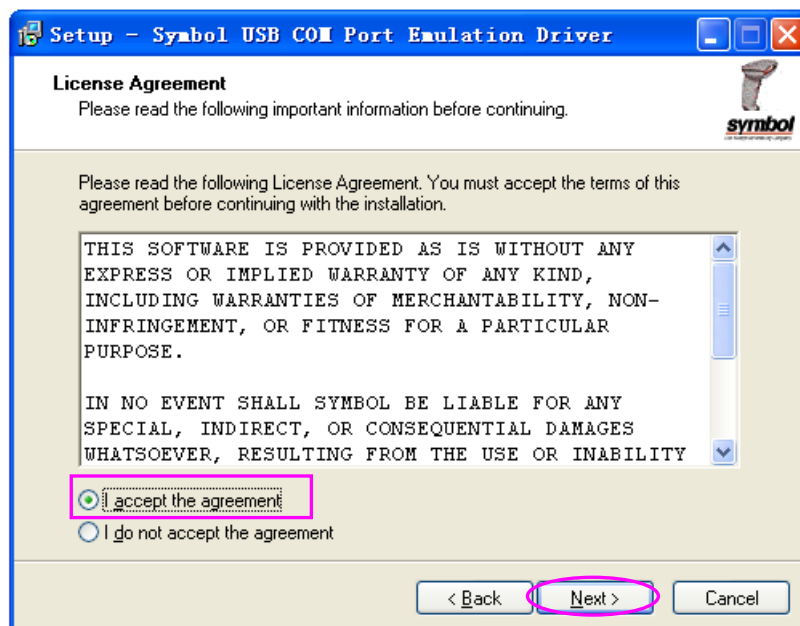 Setup - Symbol USB COM Port Emulation Driver
License Agreement
Please read the following important information before continuing.
symbol
Please read the following License Agreement. You must accept the terms of this
agreement before continuing with the installation.
THIS SOFTWARE IS PROVIDED AS IS WITHOUT ANY
EXPRESS OR IMPLIED WARRANTY OF ANY KIND,
INCLUDING WARRANTIES OF MERCHANTABILITY, NON-
INFRINGEMENT, OR FITNESS FOR A PARTICULAR
PURPOSE.
IN NO EVENT SHALL SYMBOL BE LIABLE FOR ANY
SPECIAL, INDIRECT, OR CONSEQUENTIAL DAMAGES
WHATSOEVER, RESULTING FROM THE USE OR INABILITY
I accept the agreement
I do not accept the agreement
< Back Next > Cancel